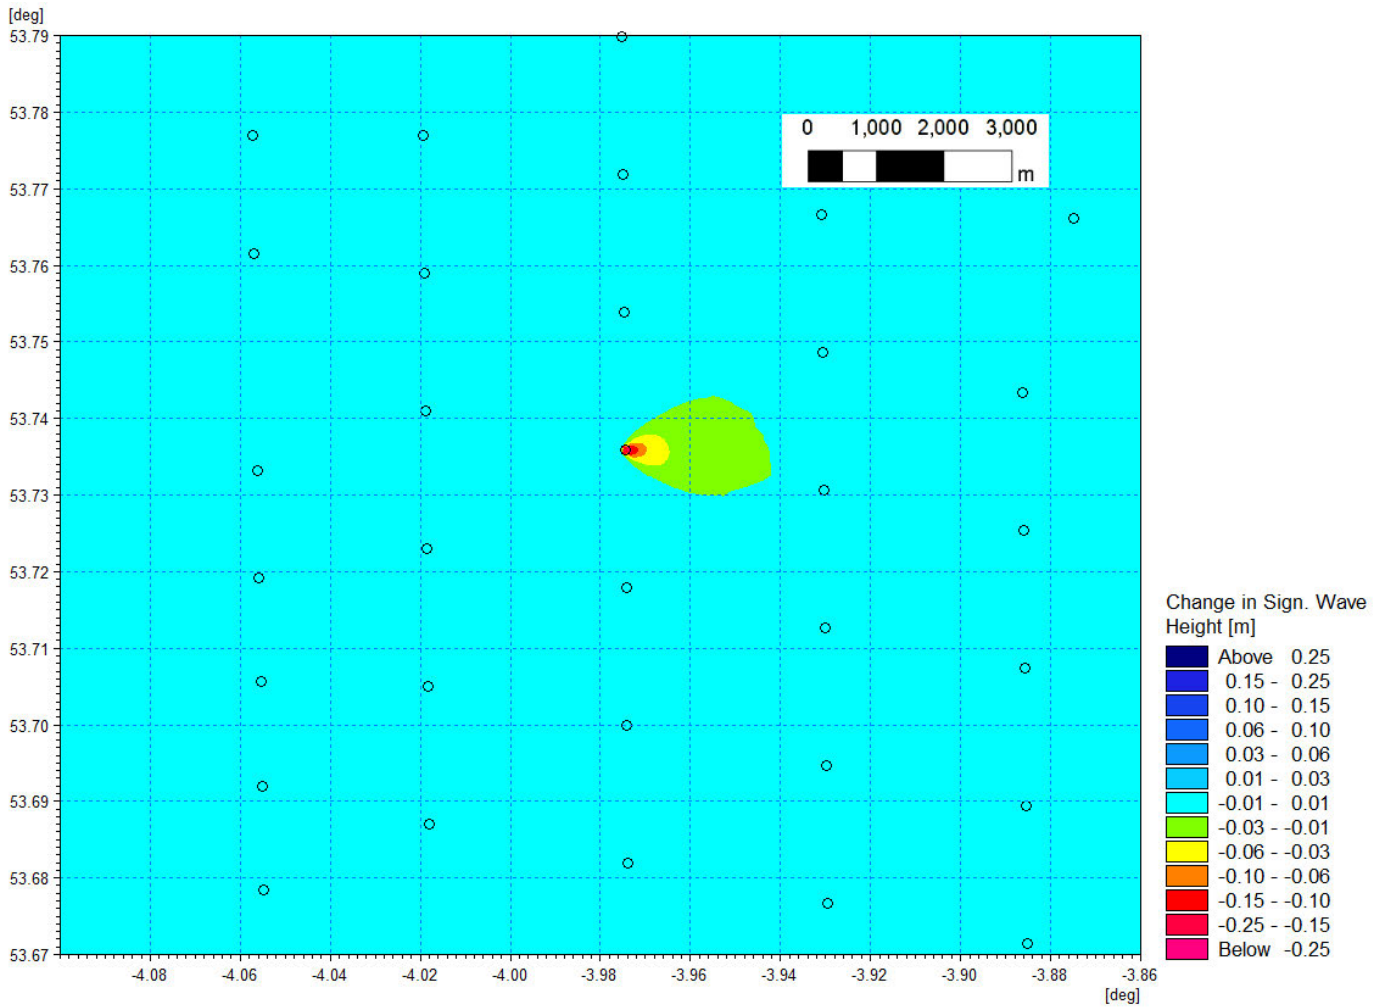 [deg]
53.79
53.78
53.77
53.76
53.75
53.74
53.73
53.72
53.71
53.70
53.69
53.68
53.67
0 1,000 2,000 3,000
m
-4.08 -4.06 -4.04 -4.02 -4.00 -3.98 -3.96 -3.94 -3.92 -3.90 -3.88 -3.86
[deg]
Change in Sign. Wave
Height [m]
Above 0.25
0.15 - 0.25
0.10 - 0.15
0.06 - 0.10
0.03 - 0.06
0.01 - 0.03
-0.01 - 0.01
-0.03 - -0.01
-0.06 - -0.03
-0.10 - -0.06
-0.15 - -0.10
-0.25 - -0.15
Below -0.25